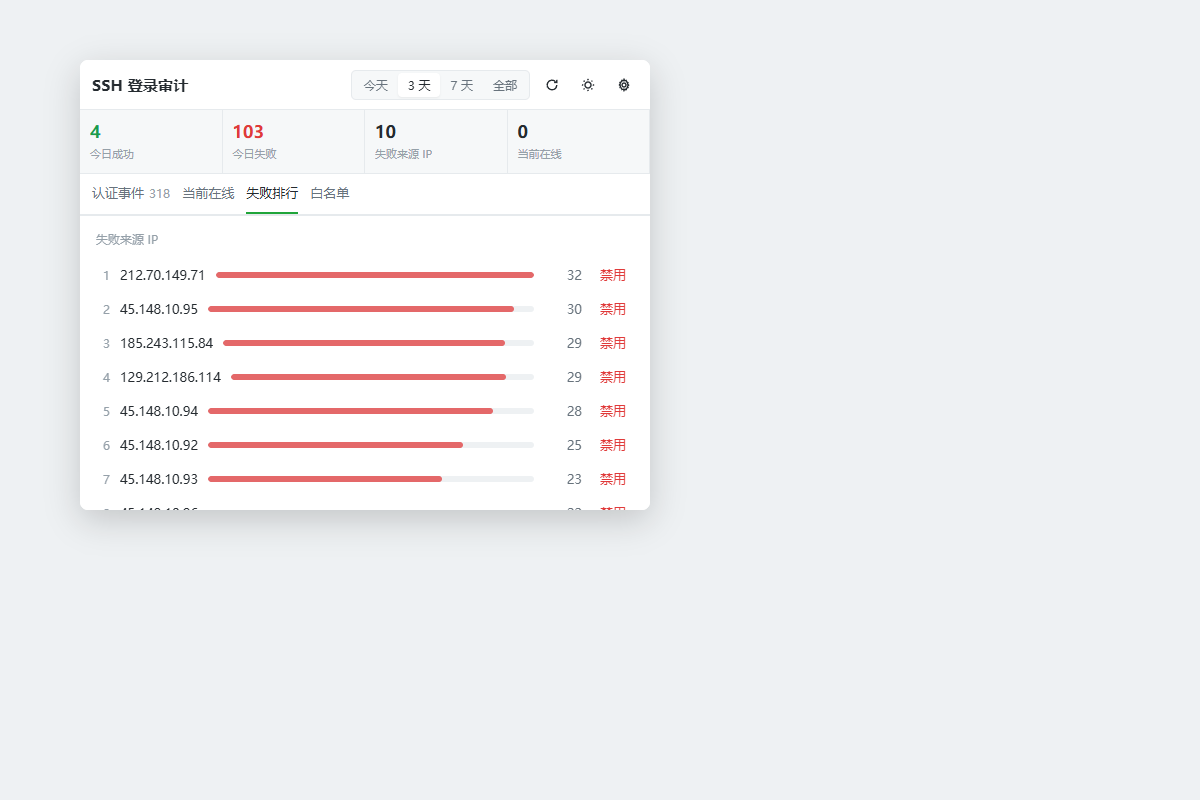 SSH 登录审计 今天 3 天 7 天 全部
4 103 10 0
今日成功 今日失败 失败来源 IP 当前在线
认证事件 318 当前在线 失败排行 白名单
失败来源 IP
1 212.70.149.71 32 禁用
2 45.148.10.95 30 禁用
3 185.243.115.84 29 禁用
4 129.212.186.114 29 禁用
5 45.148.10.94 28 禁用
6 45.148.10.92 25 禁用
7 45.148.10.93 23 禁用